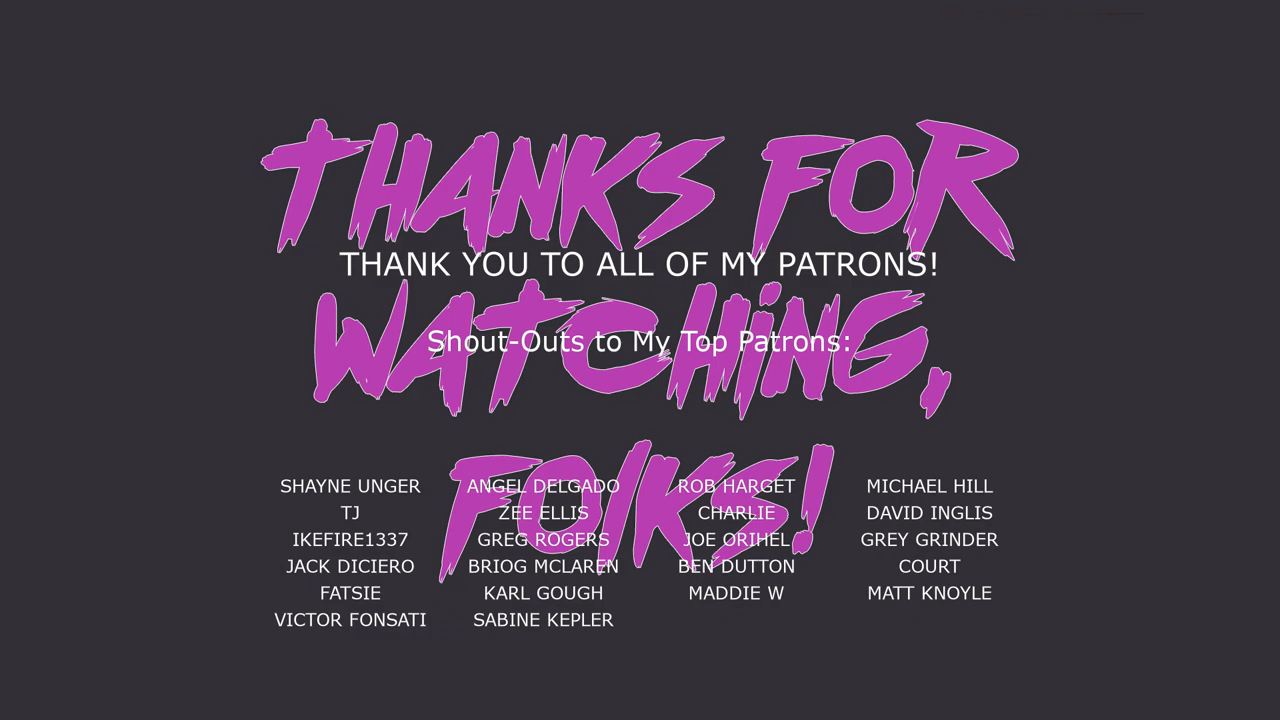 THANKS FOR
THANK YOU TO ALL OF MY PATRONS!
WATCHING,
Shout-Outs to My Top Patrons:
FOLKS!
SHAYNE UNGER ANGEL DELGADO ROB HARGET MICHAEL HILL
TJ ZEE ELLIS CHARLIE DAVID INGLIS
IKEFIRE1337 GREG ROGERS JOE ORIHEL GREY GRINDER
JACK DICIERO BRIOG MCLAREN BEN DUTTON COURT
FATSIE KARL GOUGH MADDIE W MATT KNOYLE
VICTOR FONSATI SABINE KEPLER